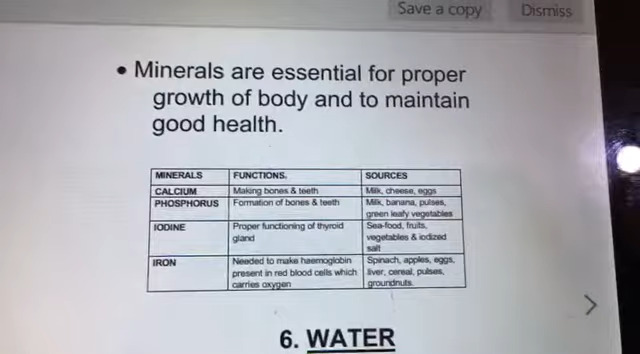 Save a copy Dismiss
• Minerals are essential for proper
growth of body and to maintain
good health.
MINERALS FUNCTIONS. SOURCES
CALCIUM Making bones & teeth Milk, cheese, eggs
PHOSPHORUS Formation of bones & teeth Milk, banana, pulses,
green leafy vegetables
IODINE Proper functioning of thyroid Sea-food, fruits,
gland vegetables & iodized
salt
IRON Needed to make haemoglobin Spinach, apples, eggs,
present in red blood cells which liver, cereal, pulses,
carries oxygen groundnuts.
6. WATER